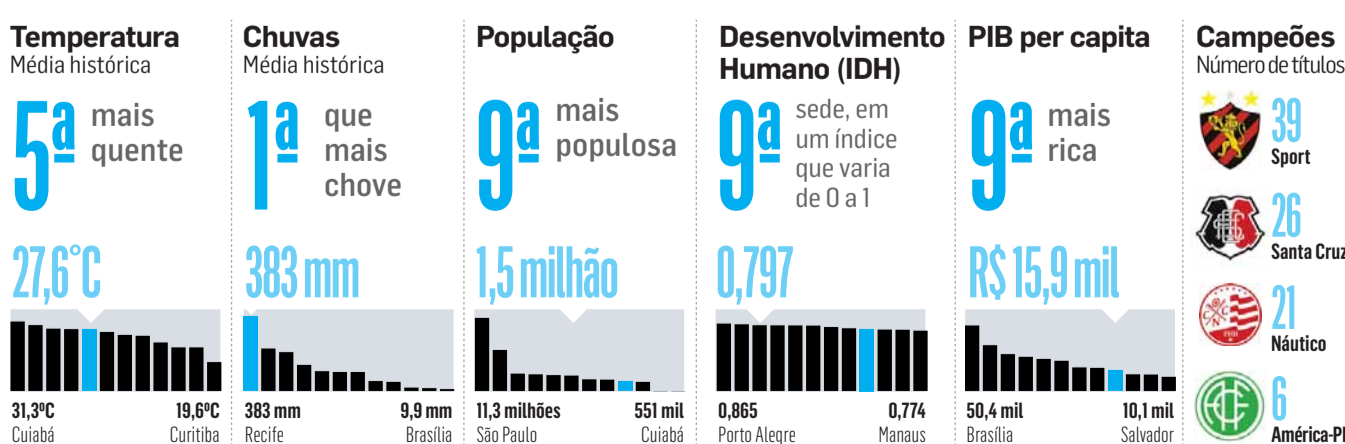 Temperatura
Média histórica
5ª
mais
quente
27,6°C
31,3ºC 19,6ºC
Cuiabá Curitiba
Chuvas
Média histórica
1ª
que
mais
chove
383 mm
383 mm 9,9 mm
Recife Brasília
População
9ª
mais
populosa
1,5 milhão
11,3 milhões 551 mil
São Paulo Cuiabá
Desenvolvimento
Humano (IDH)
9ª
sede, em
um índice
que varia
de 0 a 1
0,797
0,865 0,774
Porto Alegre Manaus
PIB per capita
9ª
mais
rica
R$ 15,9 mil
50,4 mil 10,1 mil
Brasília Salvador
Campeões
Número de títulos
39
Sport
26
Santa Cruz
21
Náutico
6